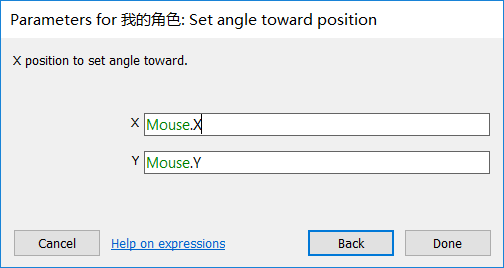 Parameters for 我的角色: Set angle toward position
X position to set angle toward.
X Mouse.X
Y Mouse.Y
Cancel Help on expressions Back Done